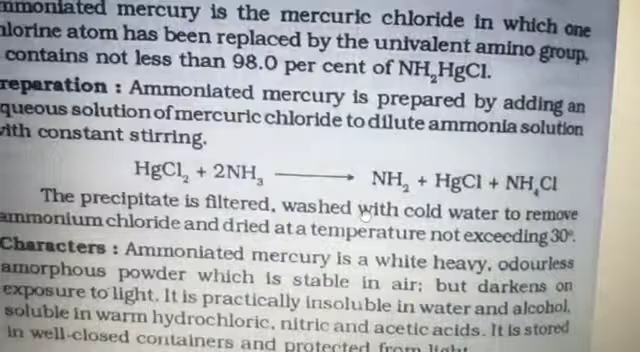 mmoniated mercury is the mercuric chloride in which one
hlorine atom has been replaced by the univalent amino group.
contains not less than 98.0 per cent of NH₂HgCl.
reparation : Ammoniated mercury is prepared by adding an
queous solution of mercuric chloride to dilute ammonia solution
with constant stirring.
HgCl₂ + 2NH₃ ⟶ NH₂ + HgCl + NH₄Cl
The precipitate is filtered, washed with cold water to remove
ammonium chloride and dried at a temperature not exceeding 30°.
Characters : Ammoniated mercury is a white heavy, odourless
amorphous powder which is stable in air; but darkens on
exposure to light. It is practically insoluble in water and alcohol,
soluble in warm hydrochloric, nitric and acetic acids. It is stored
in well-closed containers and protected from light